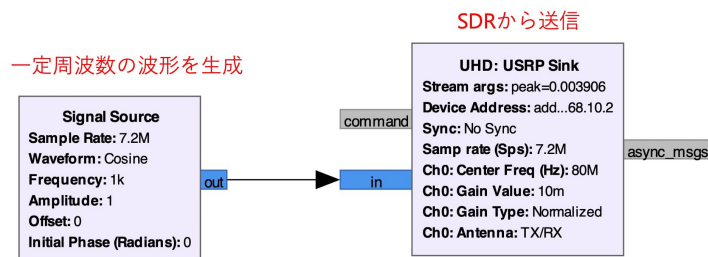 SDRから送信
一定周波数の波形を生成
UHD: USRP Sink
Stream args: peak=0.003906
Device Address: add...68.10.2
Sync: No Sync
Samp rate (Sps): 7.2M
Ch0: Center Freq (Hz): 80M
Ch0: Gain Value: 10m
Ch0: Gain Type: Normalized
Ch0: Antenna: TX/RX
command
in
async_msgs
Signal Source
Sample Rate: 7.2M
Waveform: Cosine
Frequency: 1k
Amplitude: 1
Offset: 0
Initial Phase (Radians): 0
out